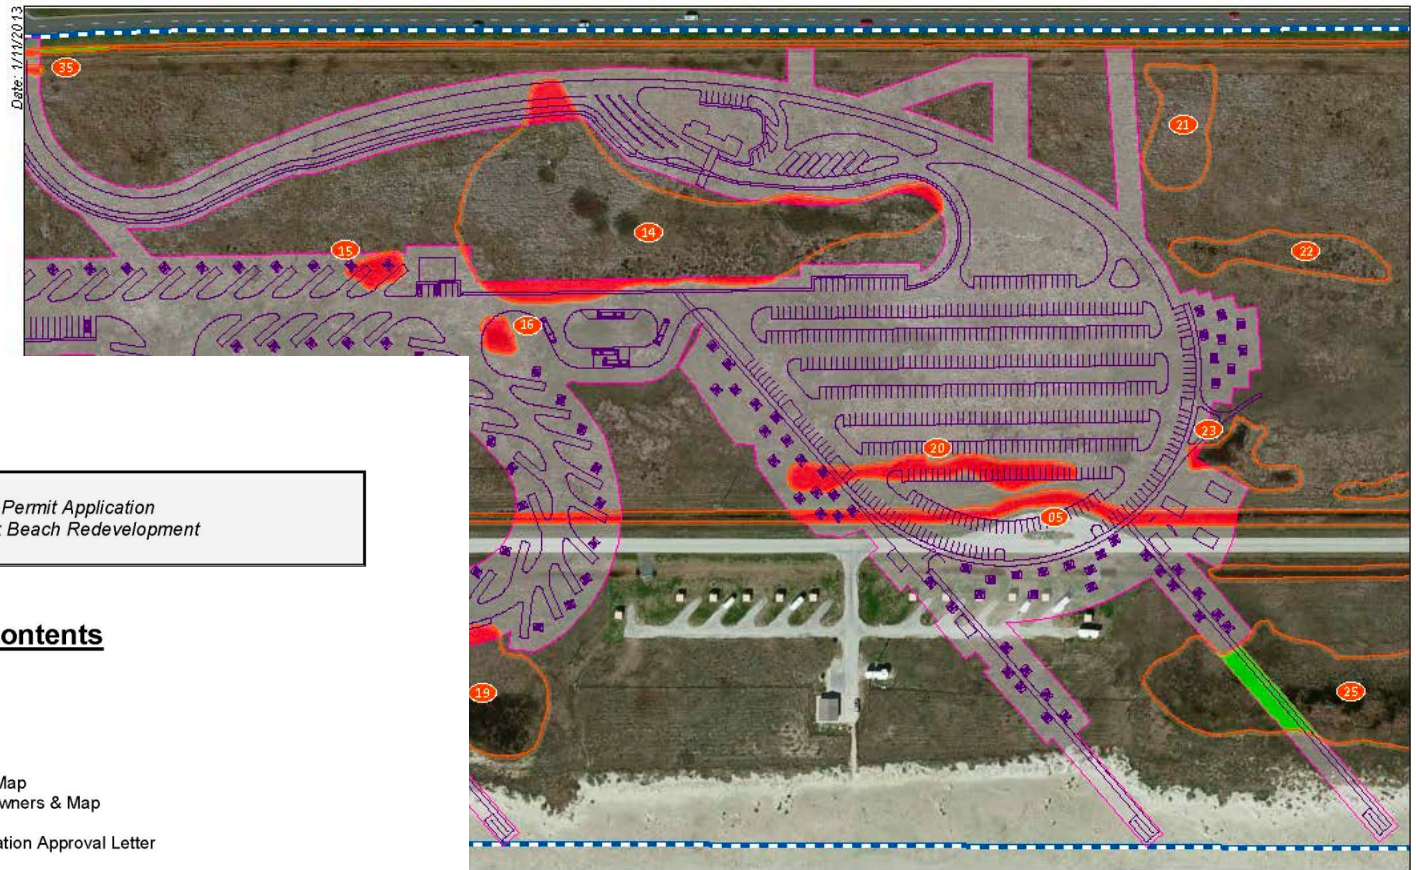 Date: 1/11/2013
35
21
14
15
22
16
23
20
05
19
25
Permit Application
Beach Redevelopment
ontents
Map
wners & Map
ation Approval Letter